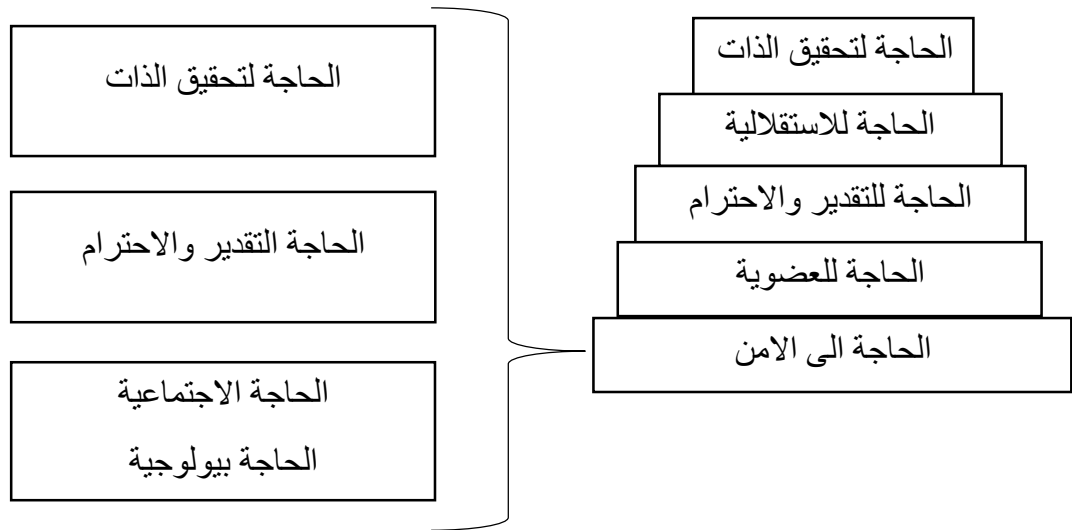 الحاجة لتحقيق الذات
الحاجة للاستقلالية
الحاجة للتقدير والاحترام
الحاجة للعضوية
الحاجة الى الامن
الحاجة لتحقيق الذات
الحاجة التقدير والاحترام
الحاجة الاجتماعية
الحاجة بيولوجية